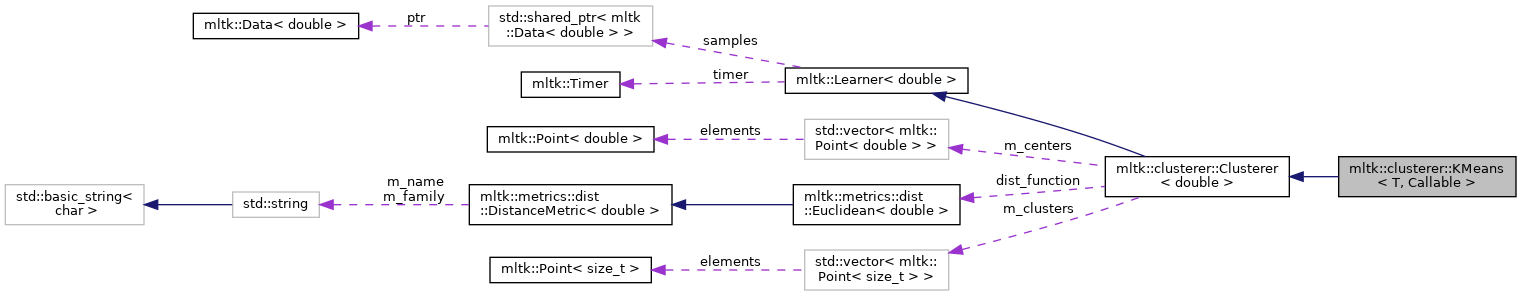 mltk::Data< double >
ptr
std::shared_ptr< mltk
::Data< double > >
samples
mltk::Timer
timer
mltk::Learner< double >
mltk::Point< double >
elements
std::vector< mltk::
Point< double > >
m_centers
mltk::clusterer::Clusterer
< double >
mltk::clusterer::KMeans
< T, Callable >
std::basic_string<
char >
std::string
m_name
m_family
mltk::metrics::dist
::DistanceMetric< double >
mltk::metrics::dist
::Euclidean< double >
dist_function
m_clusters
mltk::Point< size_t >
elements
std::vector< mltk::
Point< size_t > >